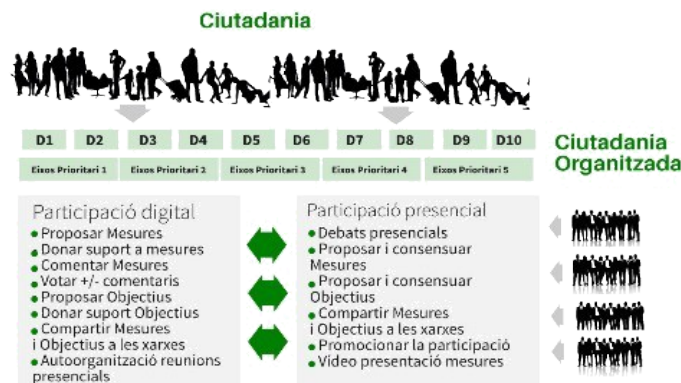 Ciutadania
D1 D2 D3 D4 D5 D6 D7 D8 D9 D10
Eixos Prioritari 1 Eixos Prioritari 2 Eixos Prioritari 3 Eixos Prioritari 4 Eixos Prioritari 5
Ciutadania
Organitzada
Participació digital
Proposar Mesures
Donar suport a mesures
Comentar Mesures
Votar +/- comentaris
Proposar Objectius
Donar suport Objectius
Compartir Mesures
i Objectius a les xarxes
Autoorganització reunions
presencials
Participació presencial
Debats presencials
Proposar i consensuar
Mesures
Proposar i consensuar
Objectius
Compartir Mesures
i Objectius a les xarxes
Promocionar la participació
Video presentació mesures